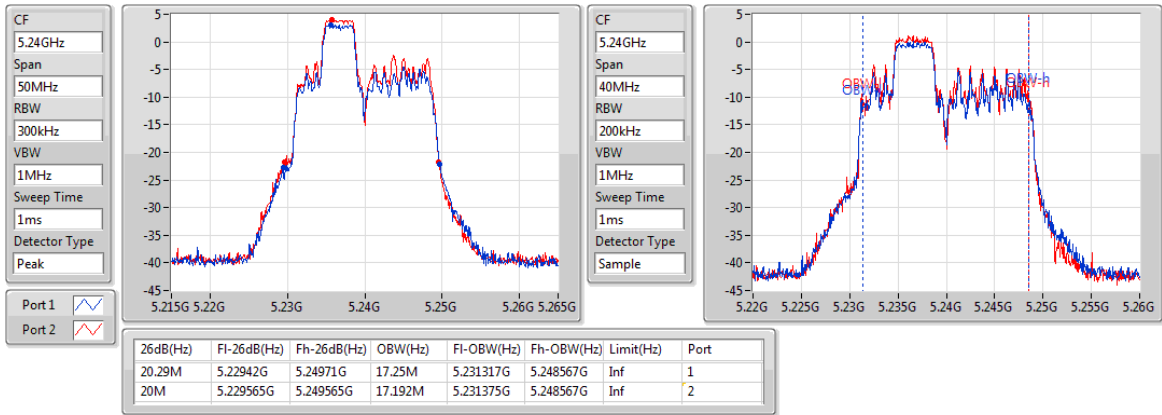 CF
5.24GHz
Span
50MHz
RBW
300kHz
VBW
1MHz
Sweep Time
1ms
Detector Type
Peak
5
0
-5
-10
-15
-20
-25
-30
-35
-40
-45
5.215G 5.22G 5.23G 5.24G 5.25G 5.26G 5.265G
CF
5.24GHz
Span
40MHz
RBW
200kHz
VBW
1MHz
Sweep Time
1ms
Detector Type
Sample
5
0
-5
-10
-15
-20
-25
-30
-35
-40
-45
OBW-h
OBW-h
5.22G 5.225G 5.23G 5.235G 5.24G 5.245G 5.25G 5.255G 5.26G
Port 1
Port 2
26dB(Hz) Fl-26dB(Hz) Fh-26dB(Hz) OBW(Hz) Fl-OBW(Hz) Fh-OBW(Hz) Limit(Hz) Port
20.29M 5.22942G 5.24971G 17.25M 5.231317G 5.248567G Inf 1
20M 5.229565G 5.249565G 17.192M 5.231375G 5.248567G Inf 2